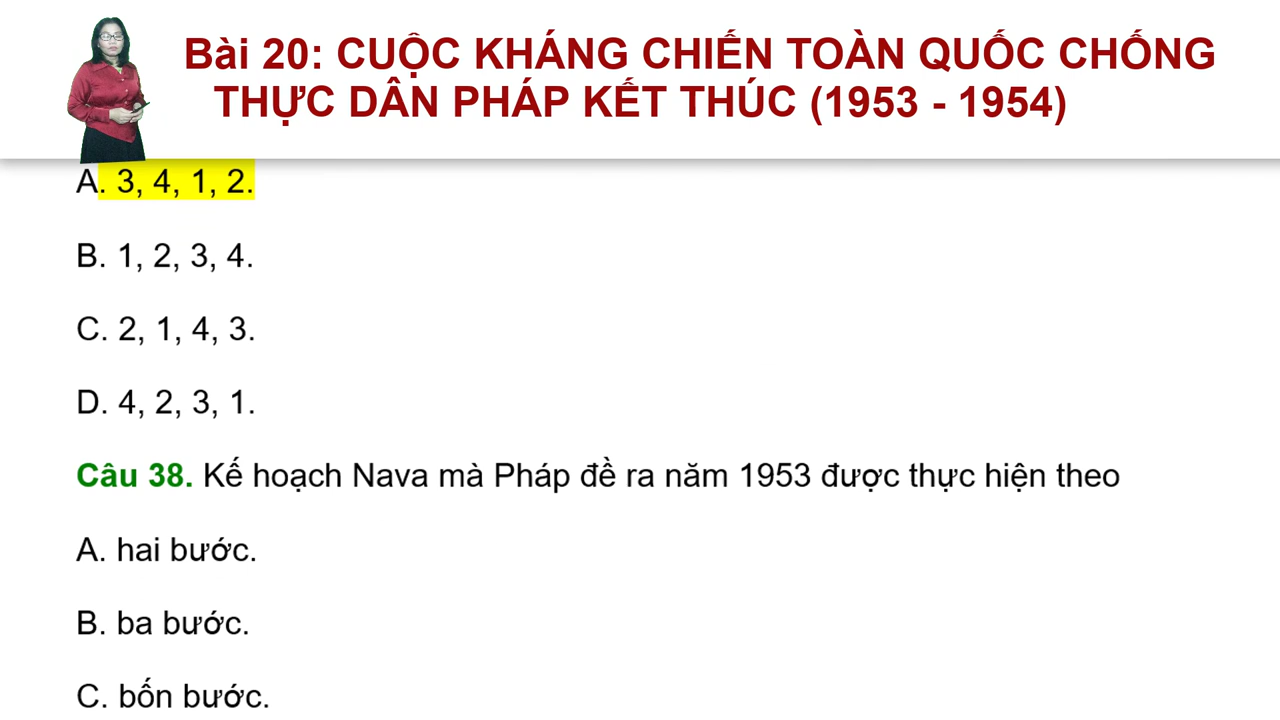 Bài 20: CUỘC KHÁNG CHIẾN TOÀN QUỐC CHỐNG
THỰC DÂN PHÁP KẾT THÚC (1953 - 1954)
A. 3, 4, 1, 2.
B. 1, 2, 3, 4.
C. 2, 1, 4, 3.
D. 4, 2, 3, 1.
Câu 38. Kế hoạch Nava mà Pháp đề ra năm 1953 được thực hiện theo
A. hai bước.
B. ba bước.
C. bốn bước.